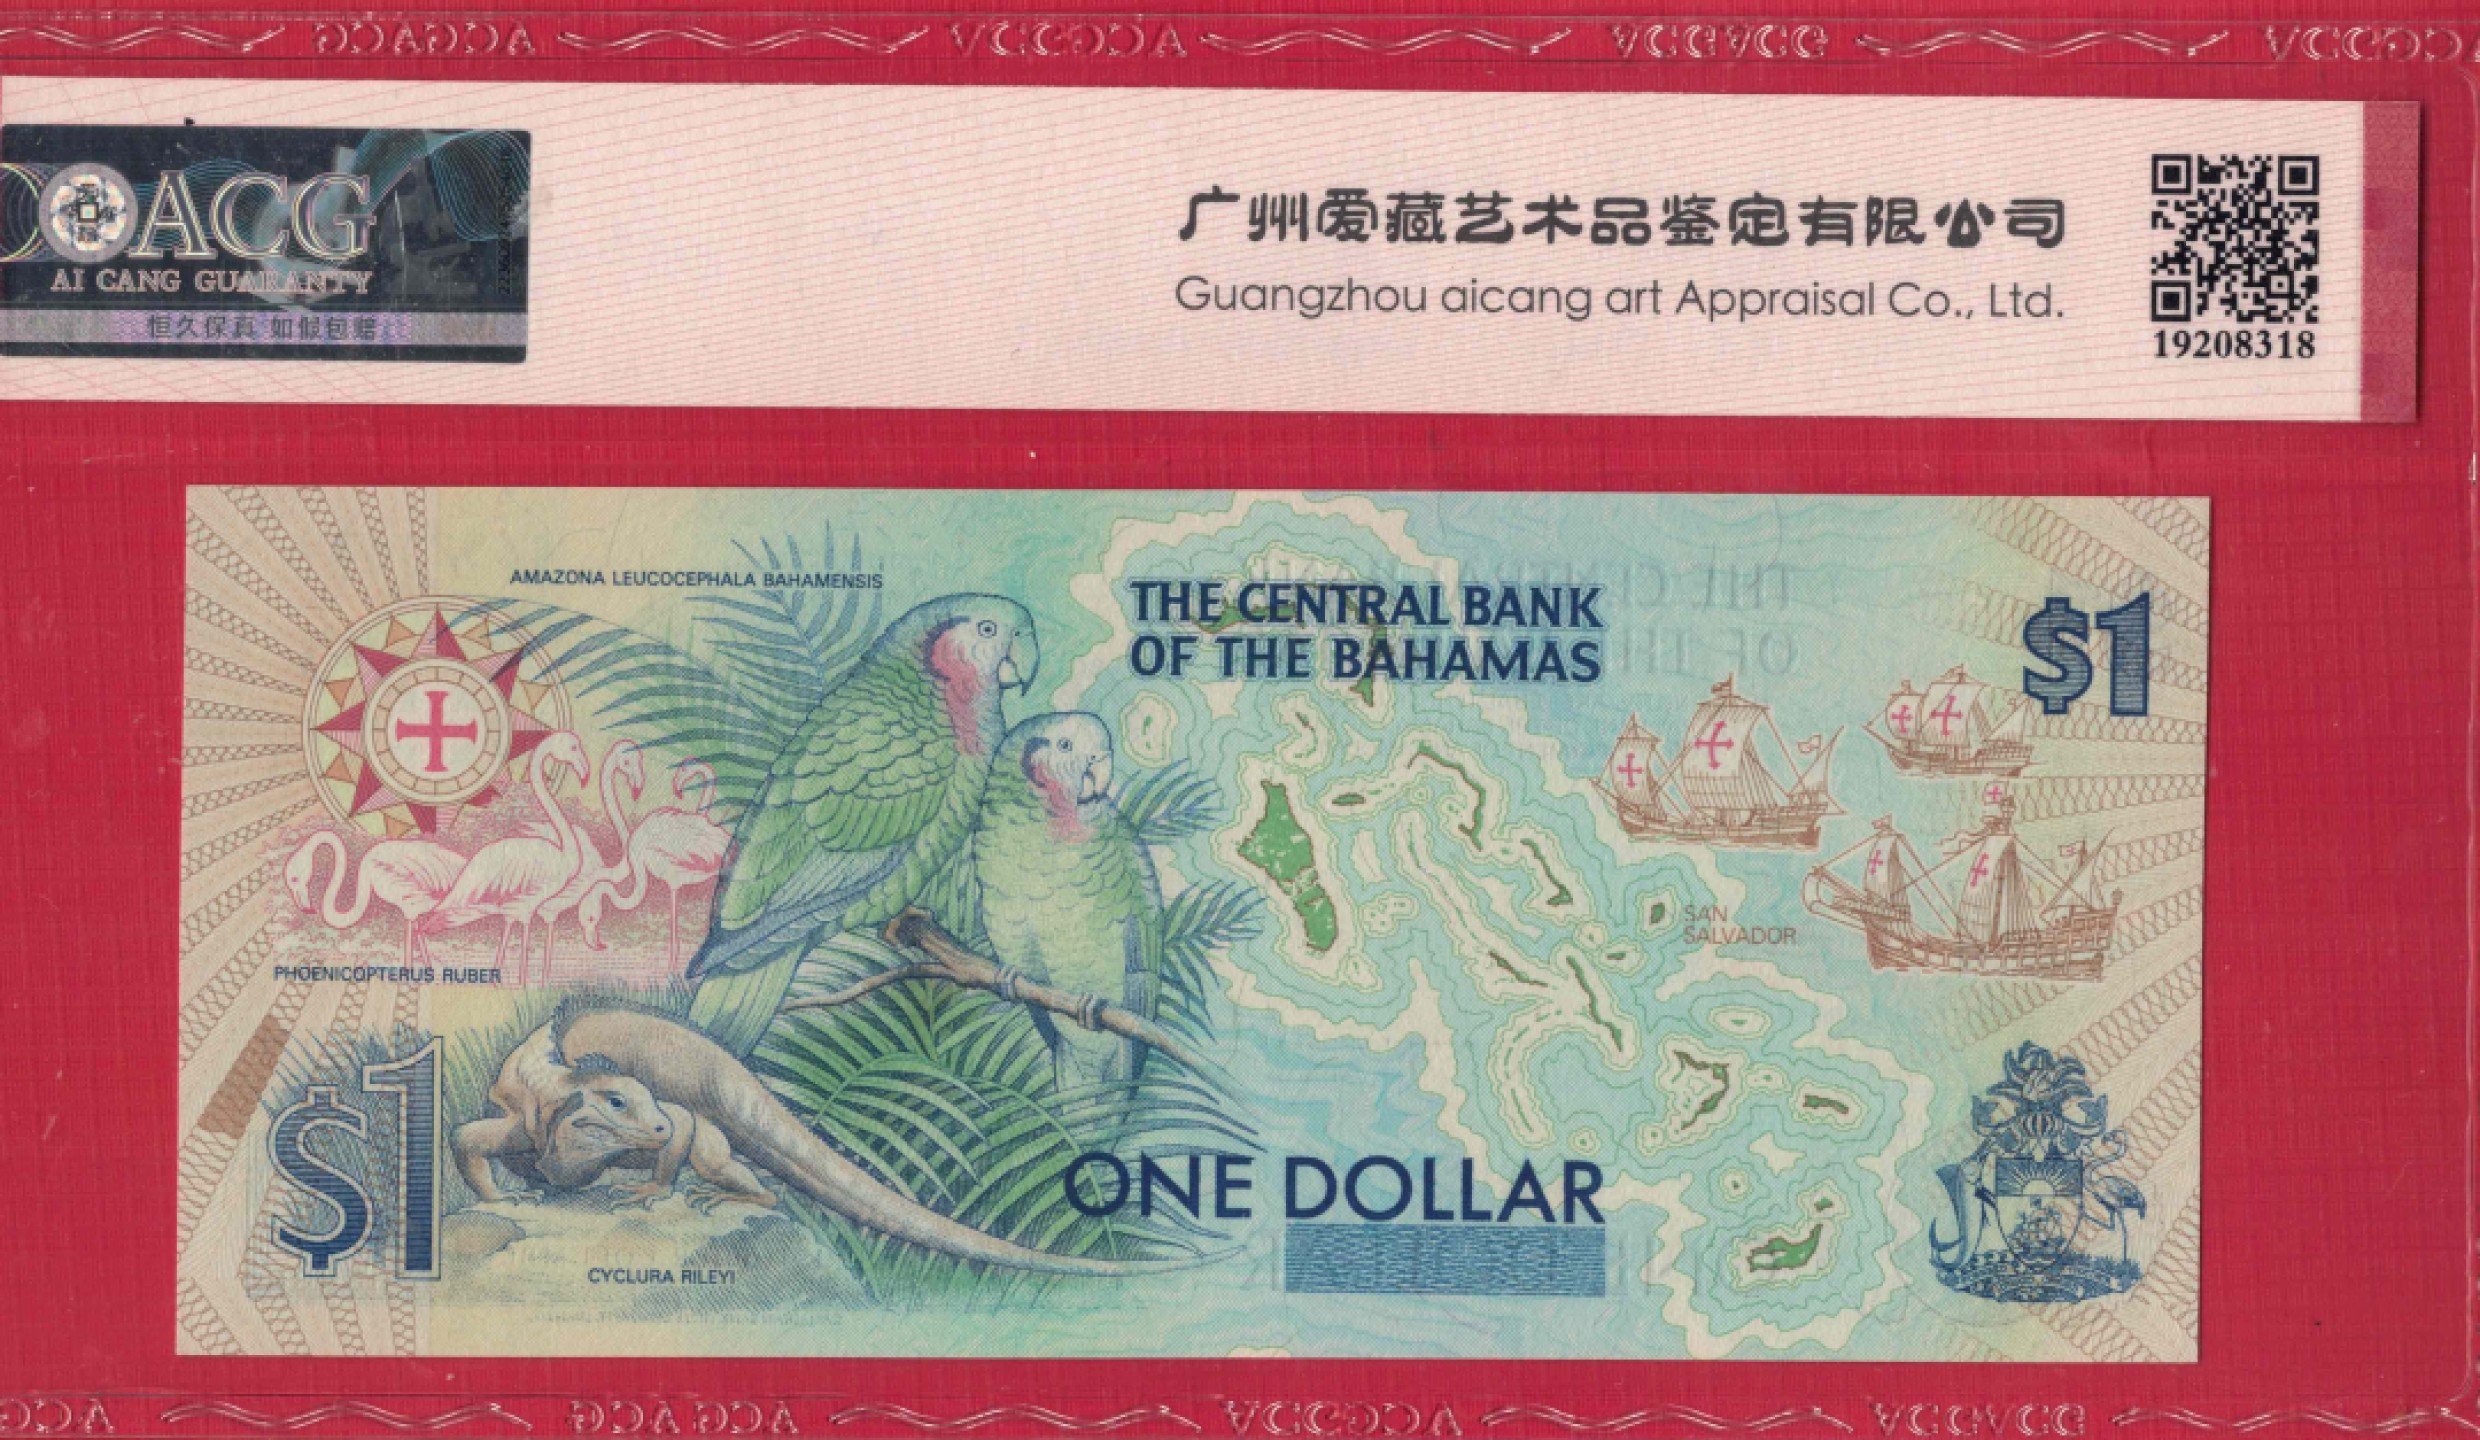 ACG
AI CANG GUARANTY
恒久保真 如假包赔
广州爱藏艺术品鉴定有限公司
Guangzhou aicang art Appraisal Co., Ltd.
19208318
AMAZONA LEUCOCEPHALA BAHAMENSIS
THE CENTRAL BANK
OF THE BAHAMAS
$1
SAN
SALVADOR
PHOENICOPTERUS RUBER
$1
ONE DOLLAR
CYCLURA RILEYI